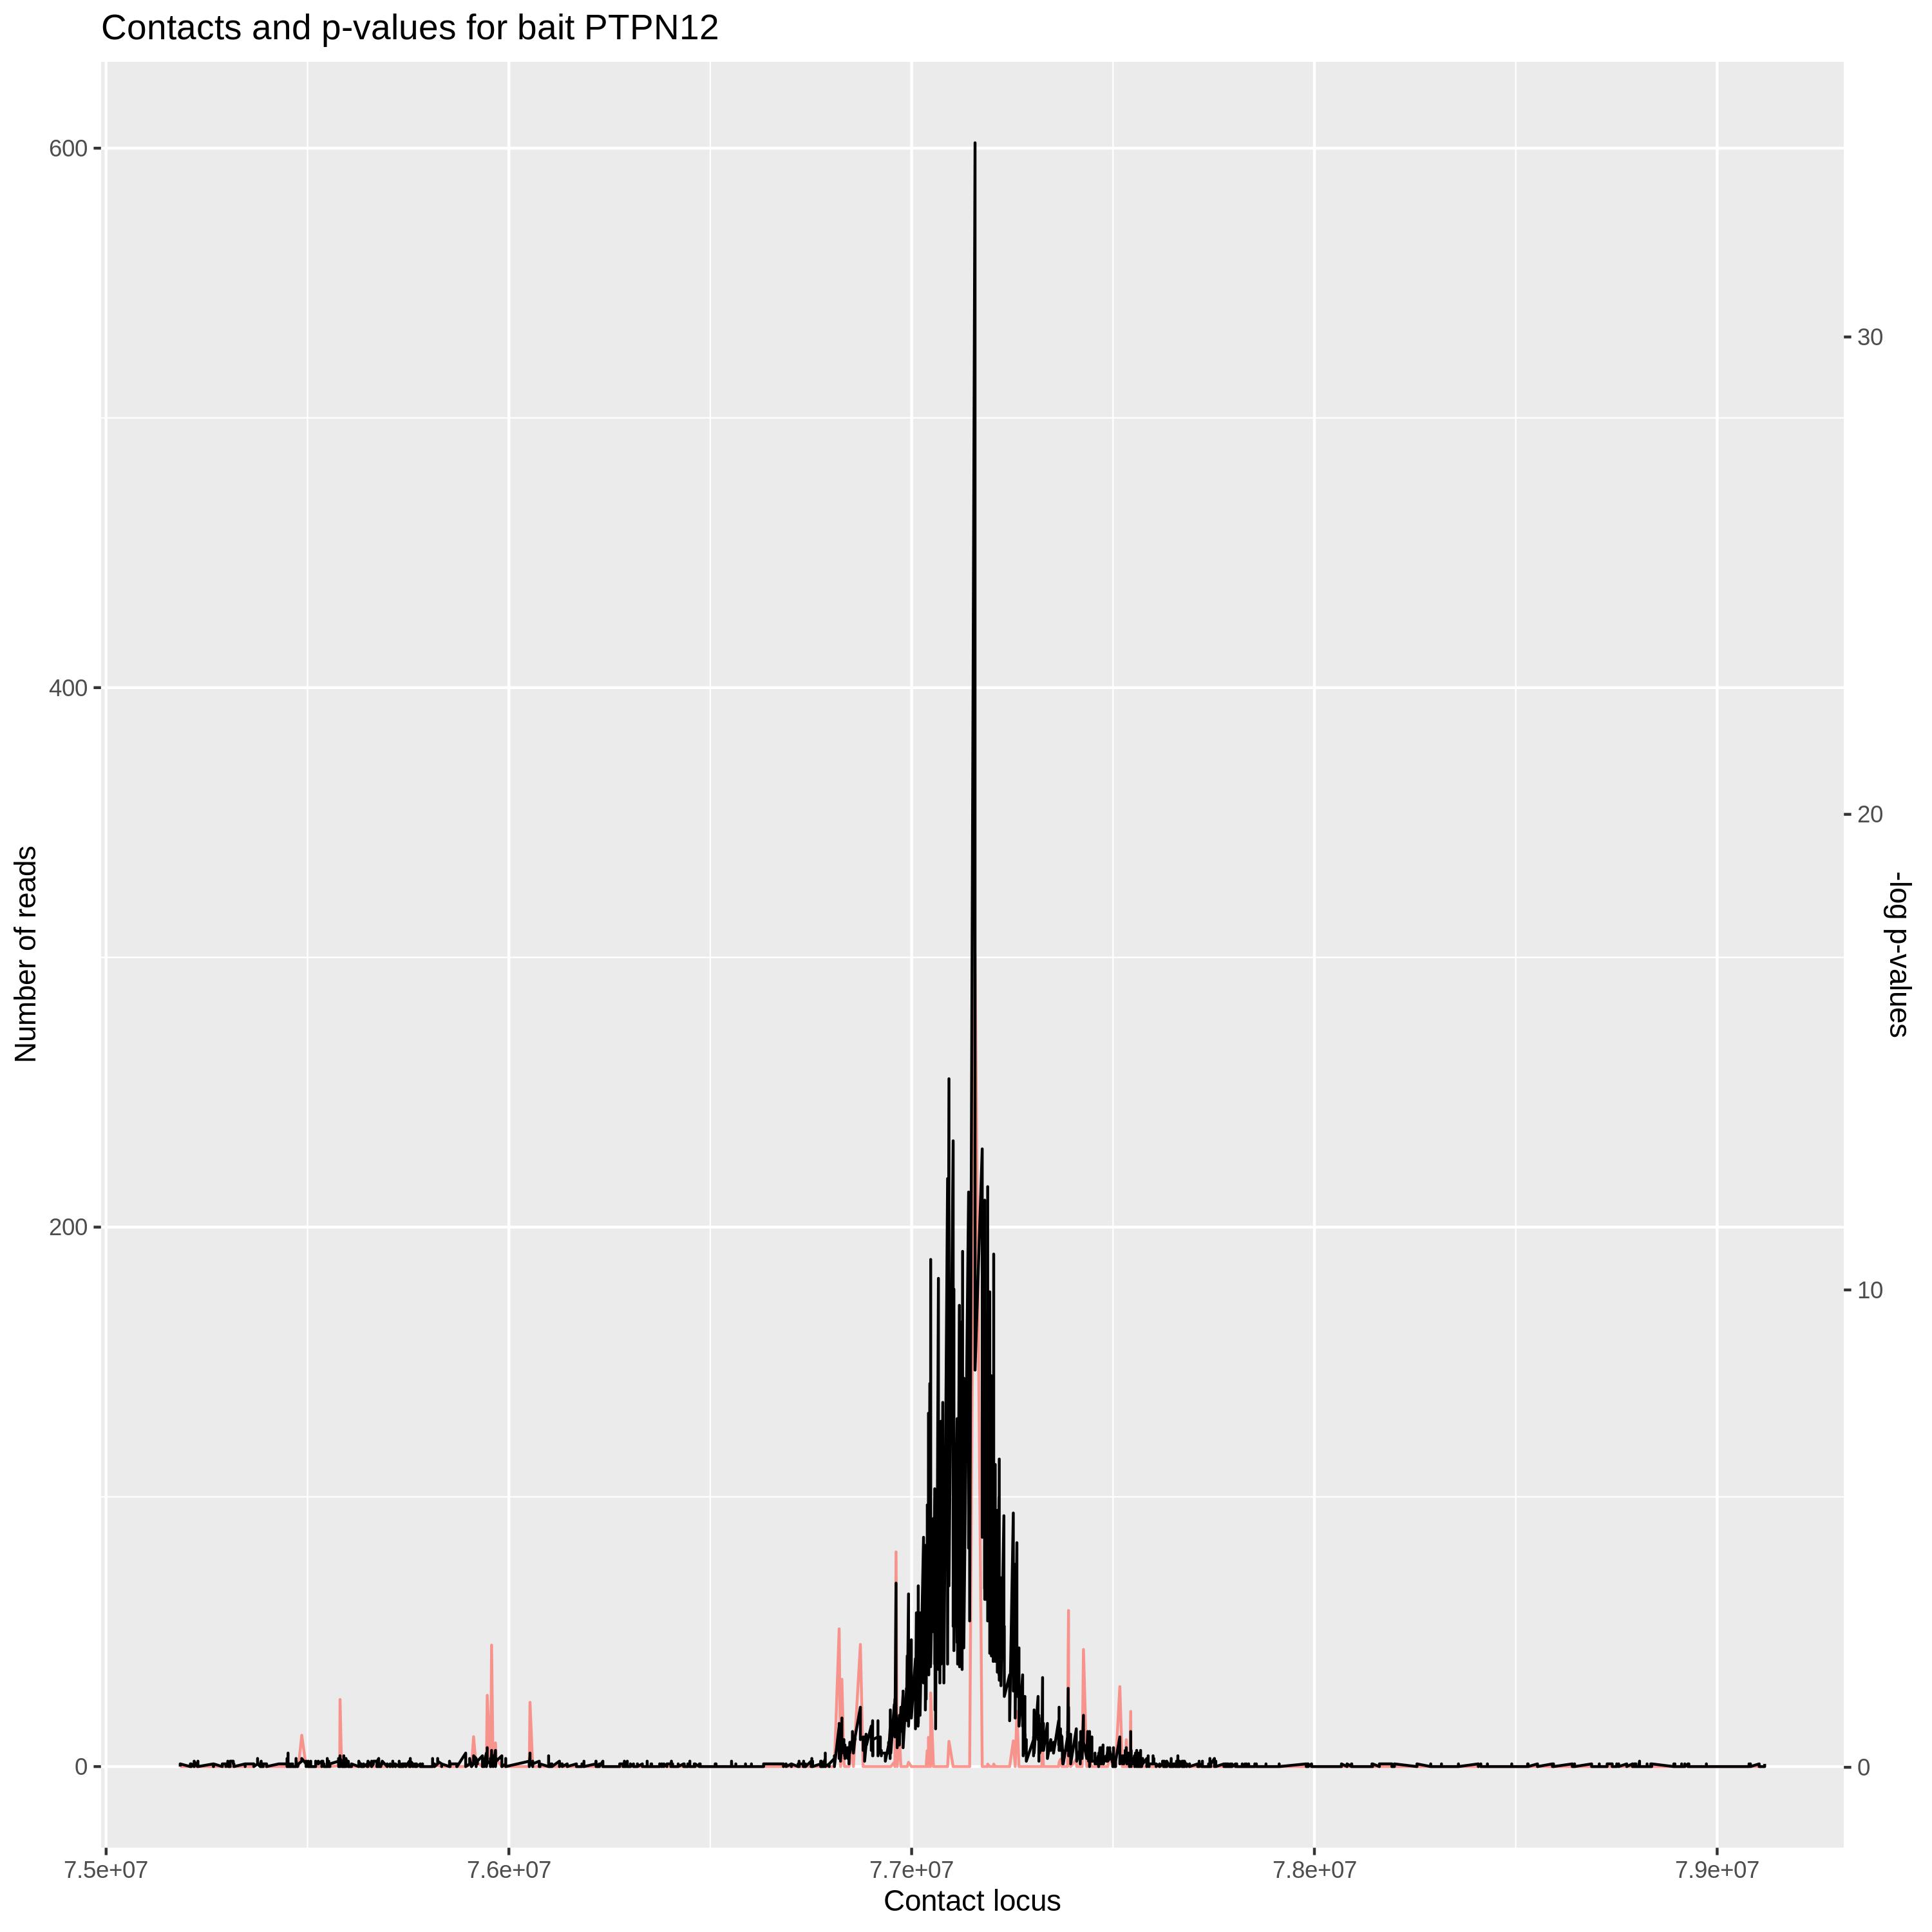 Contacts and p-values for bait PTPN12
Number of reads
600
400
200
0
30
20
10
0
-log p-values
7.5e+07
7.6e+07
7.7e+07
7.8e+07
7.9e+07
Contact locus